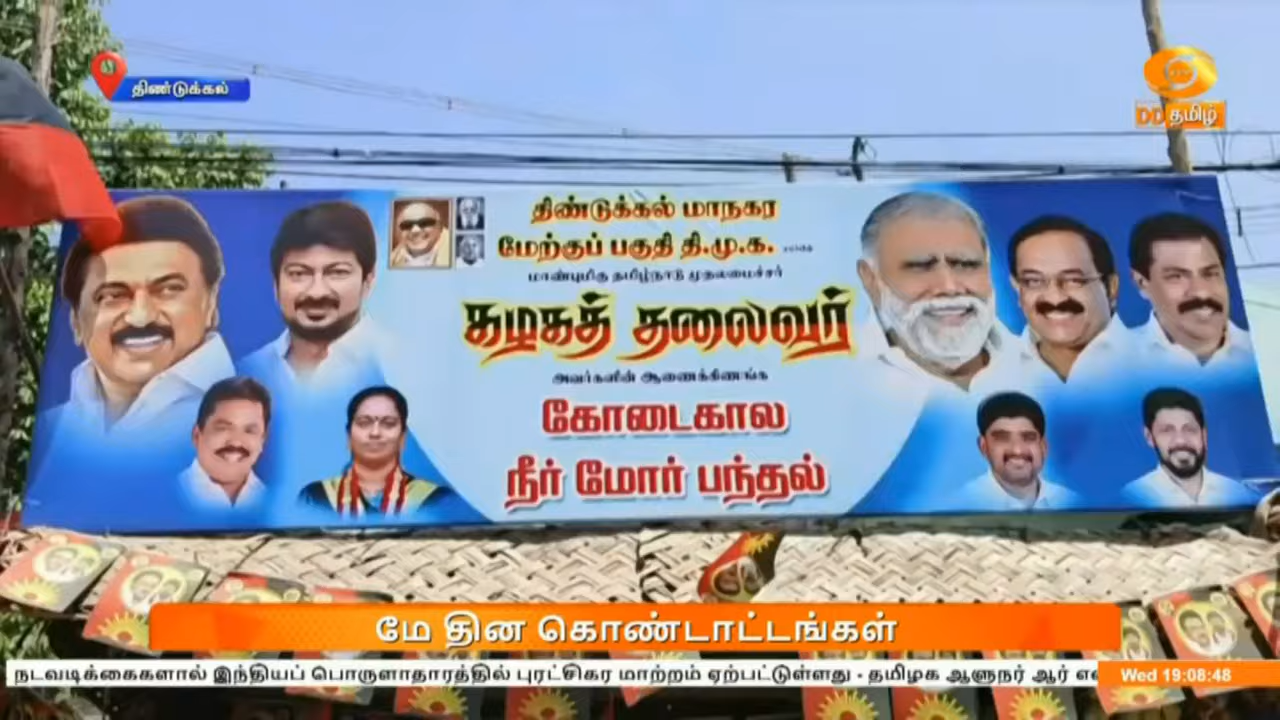 திண்டுக்கல்
DD தமிழ்
திண்டுக்கல் மாநகர
மேற்குப் பகுதி தி.மு.க.
மாண்புமிகு தமிழ்நாடு முதலமைச்சர்
கழகத் தலைவர்
அவர்களின் ஆணைக்கிணங்க
கோடைகால
நீர் மோர் பந்தல்
மே தின கொண்டாட்டங்கள்
நடவடிக்கைகளால் இந்தியப் பொருளாதாரத்தில் புரட்சிகர மாற்றம் ஏற்பட்டுள்ளது - தமிழக ஆளுநர் ஆர்
Wed 19:08:48